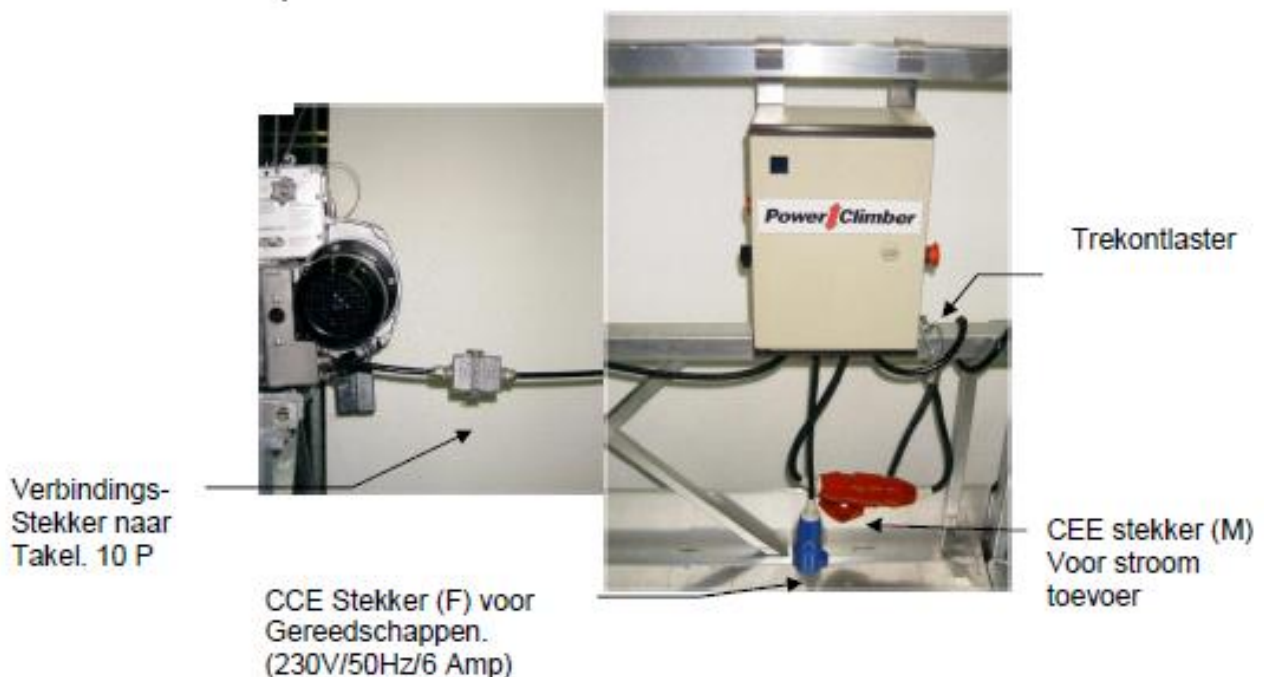 Power Climber
Trekontlaster
Verbindings-
Stekker naar
Takel. 10 P
CEE stekker (M)
Voor stroom
toevoer
CCE Stekker (F) voor
Gereedschappen.
(230V/50Hz/6 Amp)